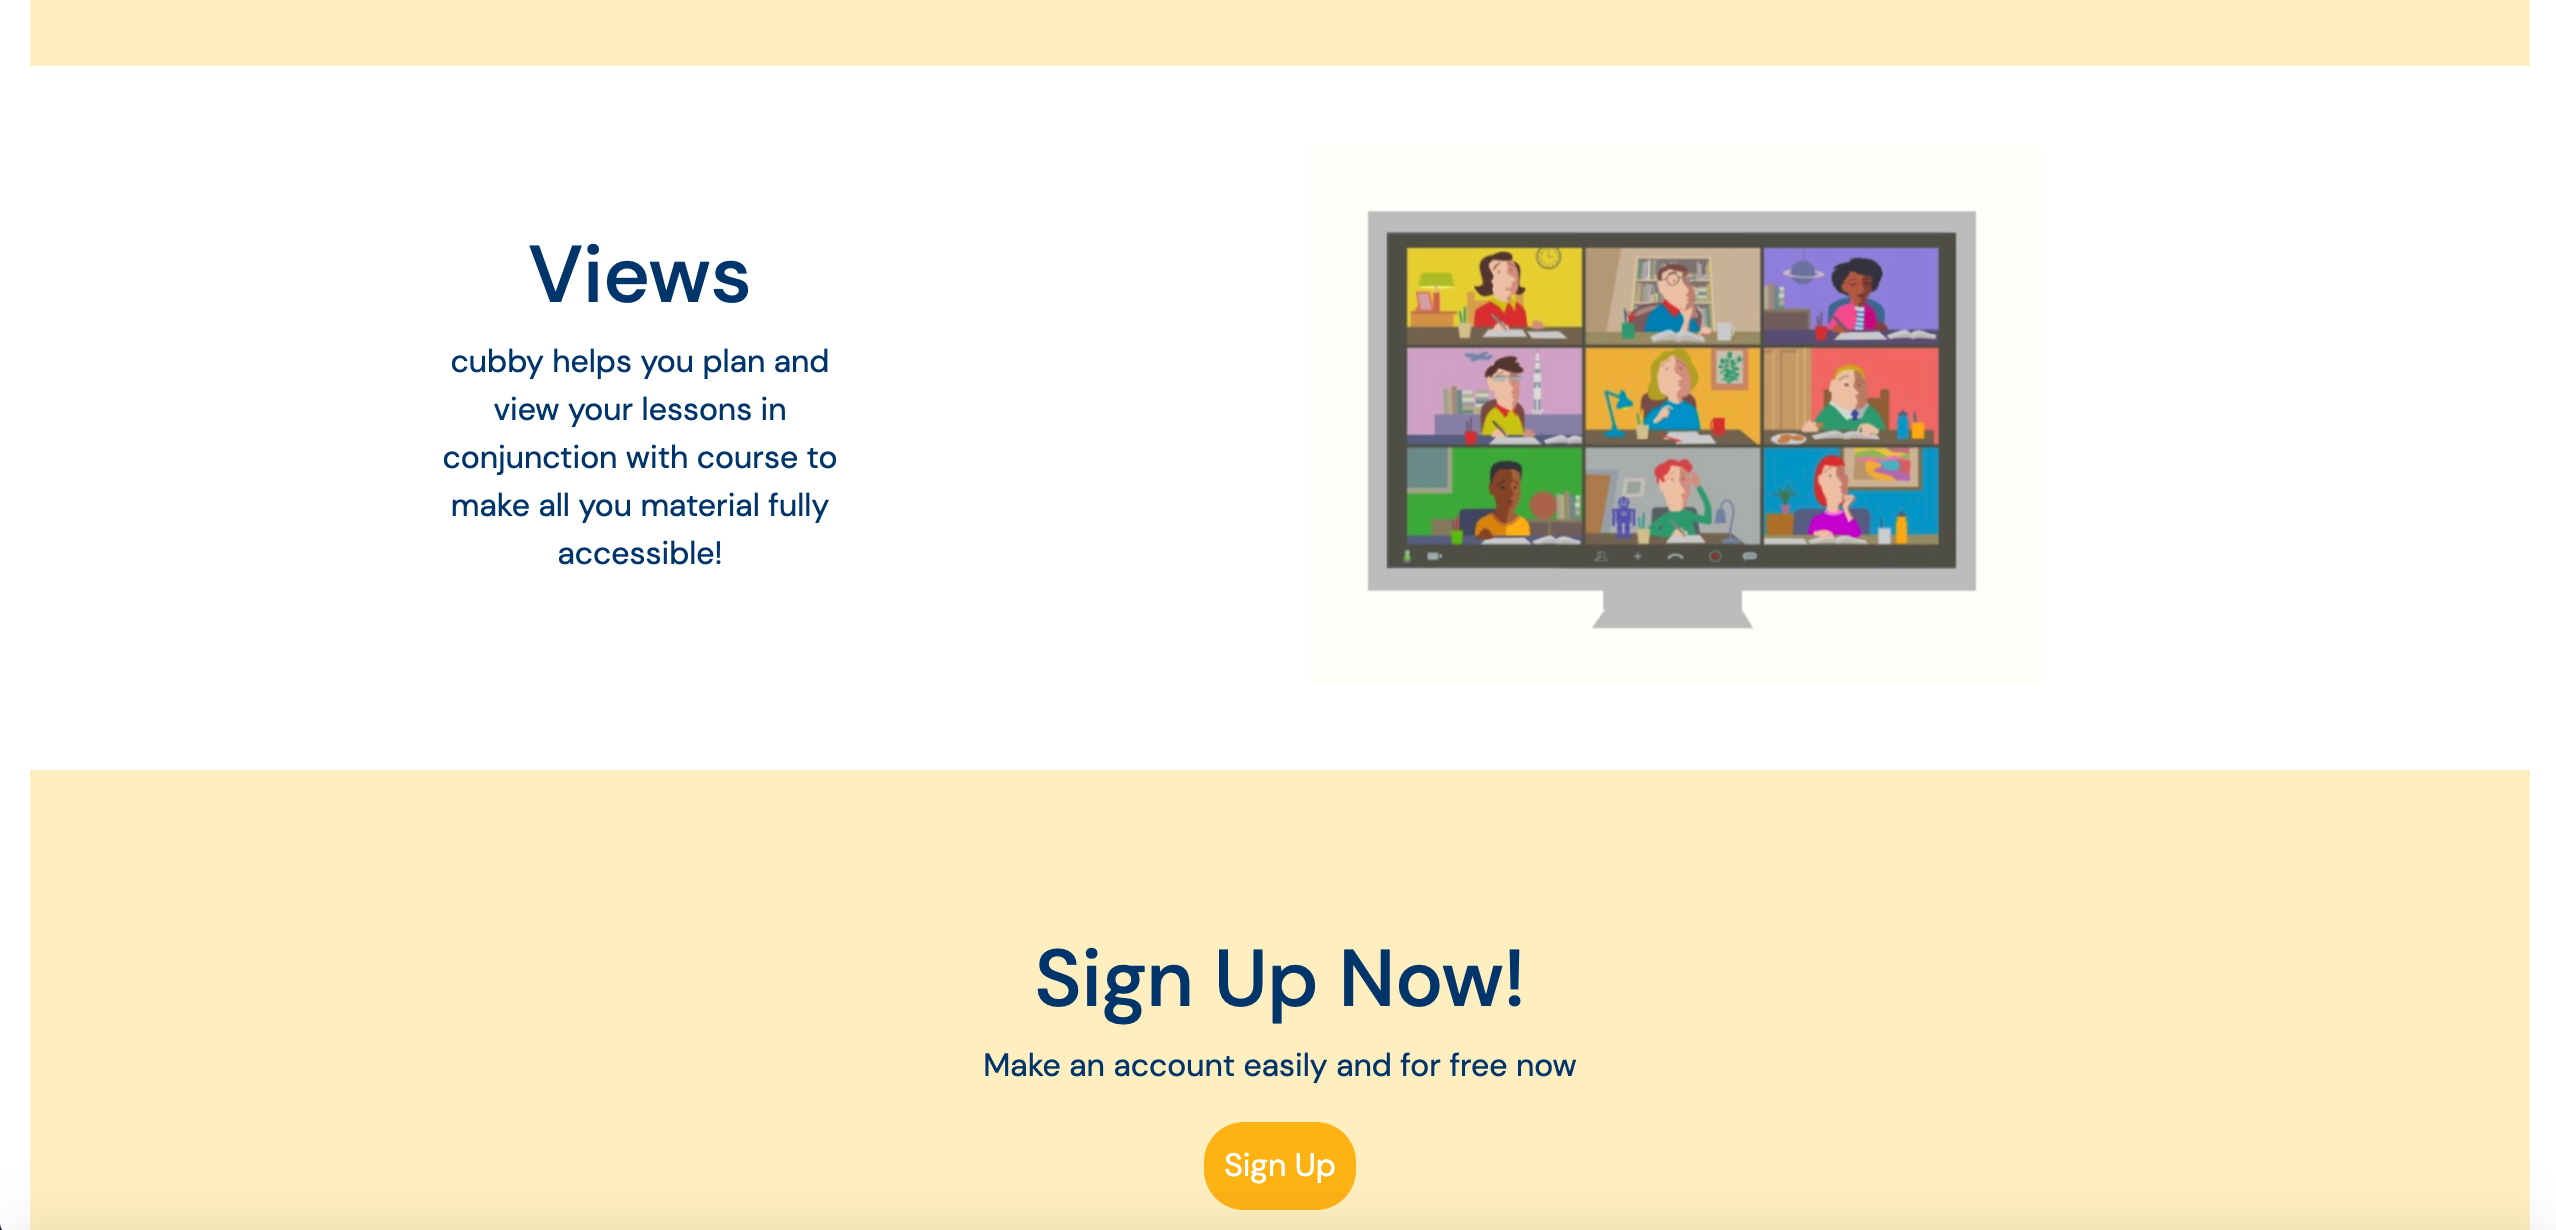 Views
cubby helps you plan and
view your lessons in
conjunction with course to
make all you material fully
accessible!
Sign Up Now!
Make an account easily and for free now
Sign Up